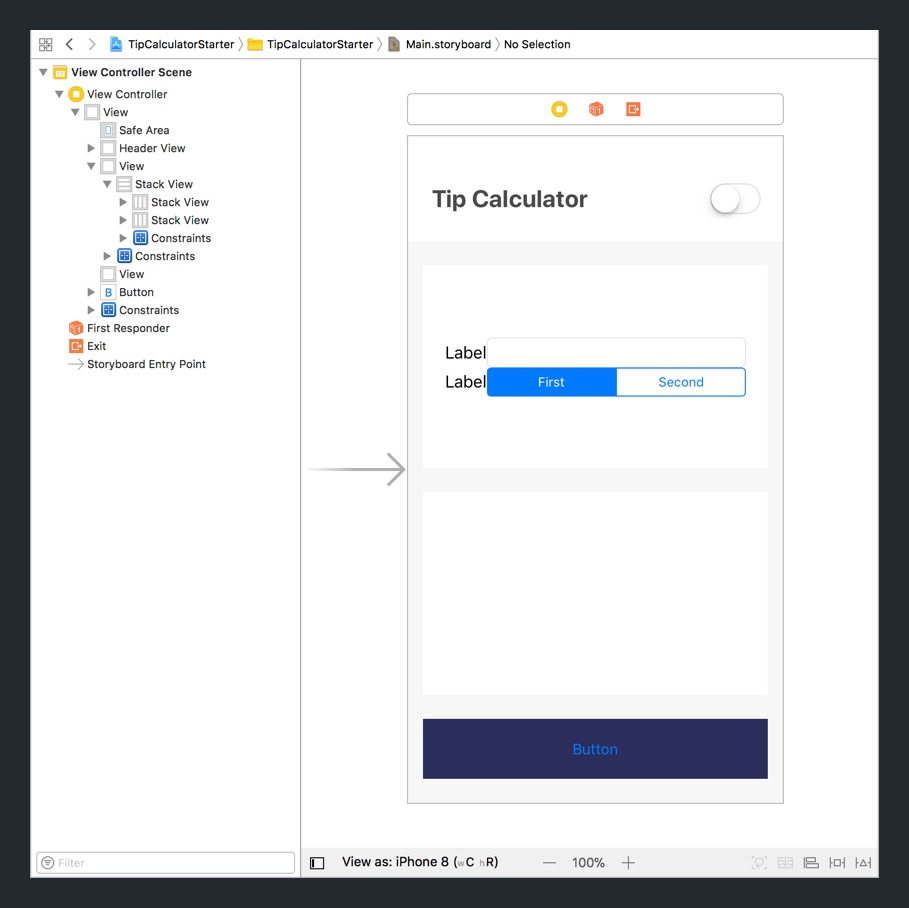 TipCalculatorStarter TipCalculatorStarter Main.storyboard No Selection
View Controller Scene
View Controller
View
Safe Area
Header View
View
Stack View
Stack View
Stack View
Constraints
Constraints
View
B Button
Constraints
First Responder
Exit
Storyboard Entry Point
Tip Calculator
Label
Label First Second
Button
Filter
View as: iPhone 8 (wC hR) — 100% +